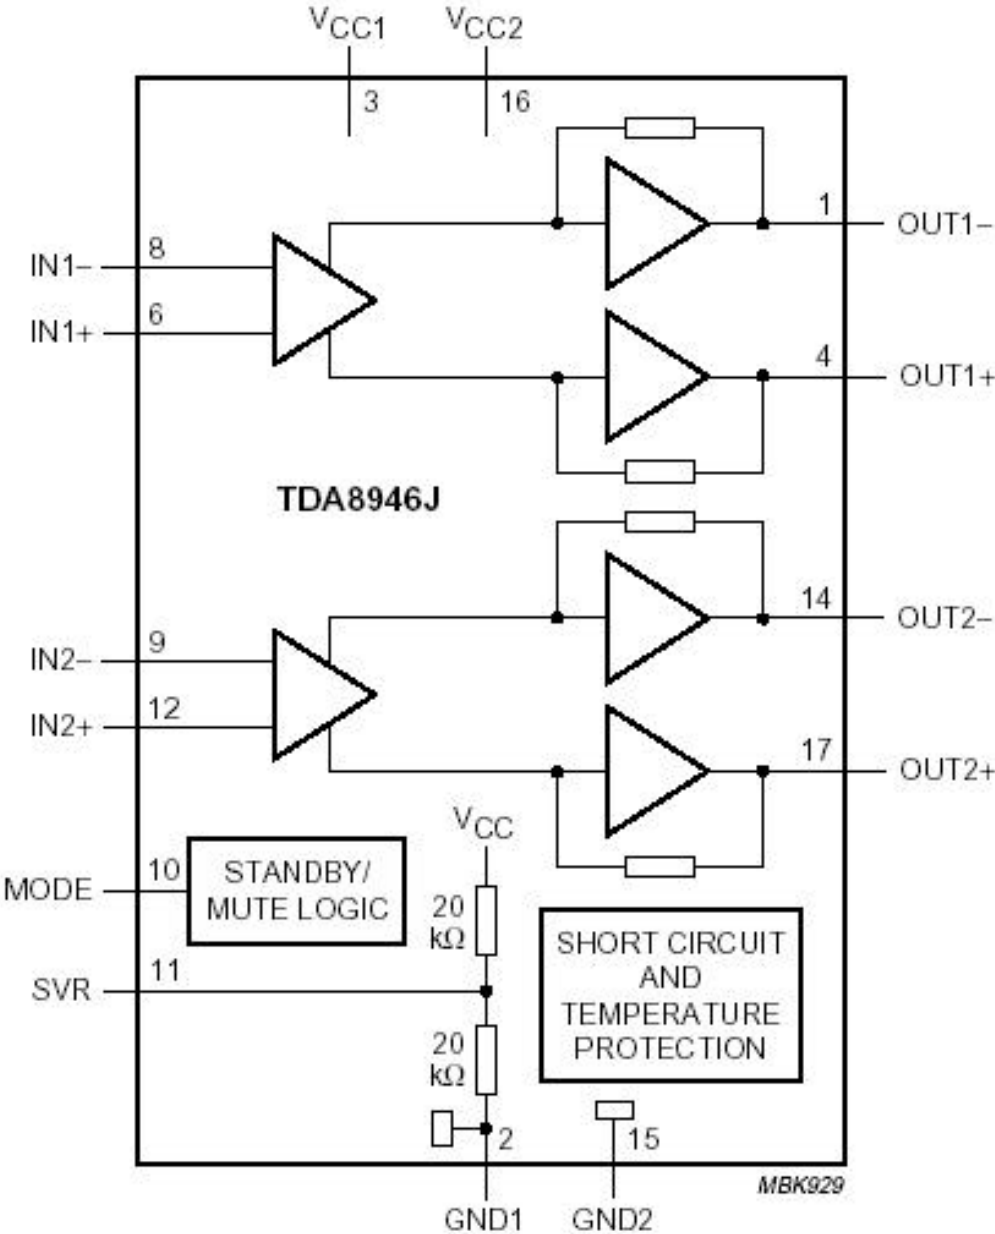 VCC1 VCC2
3 16
1 OUT1–
IN1– 8
IN1+ 6
4 OUT1+
TDA8946J
14 OUT2–
IN2– 9
IN2+ 12
17 OUT2+
VCC
MODE 10
STANDBY/
MUTE LOGIC
20
kΩ
SHORT CIRCUIT
AND
TEMPERATURE
PROTECTION
SVR 11
20
kΩ
2 15
MBK929
GND1 GND2